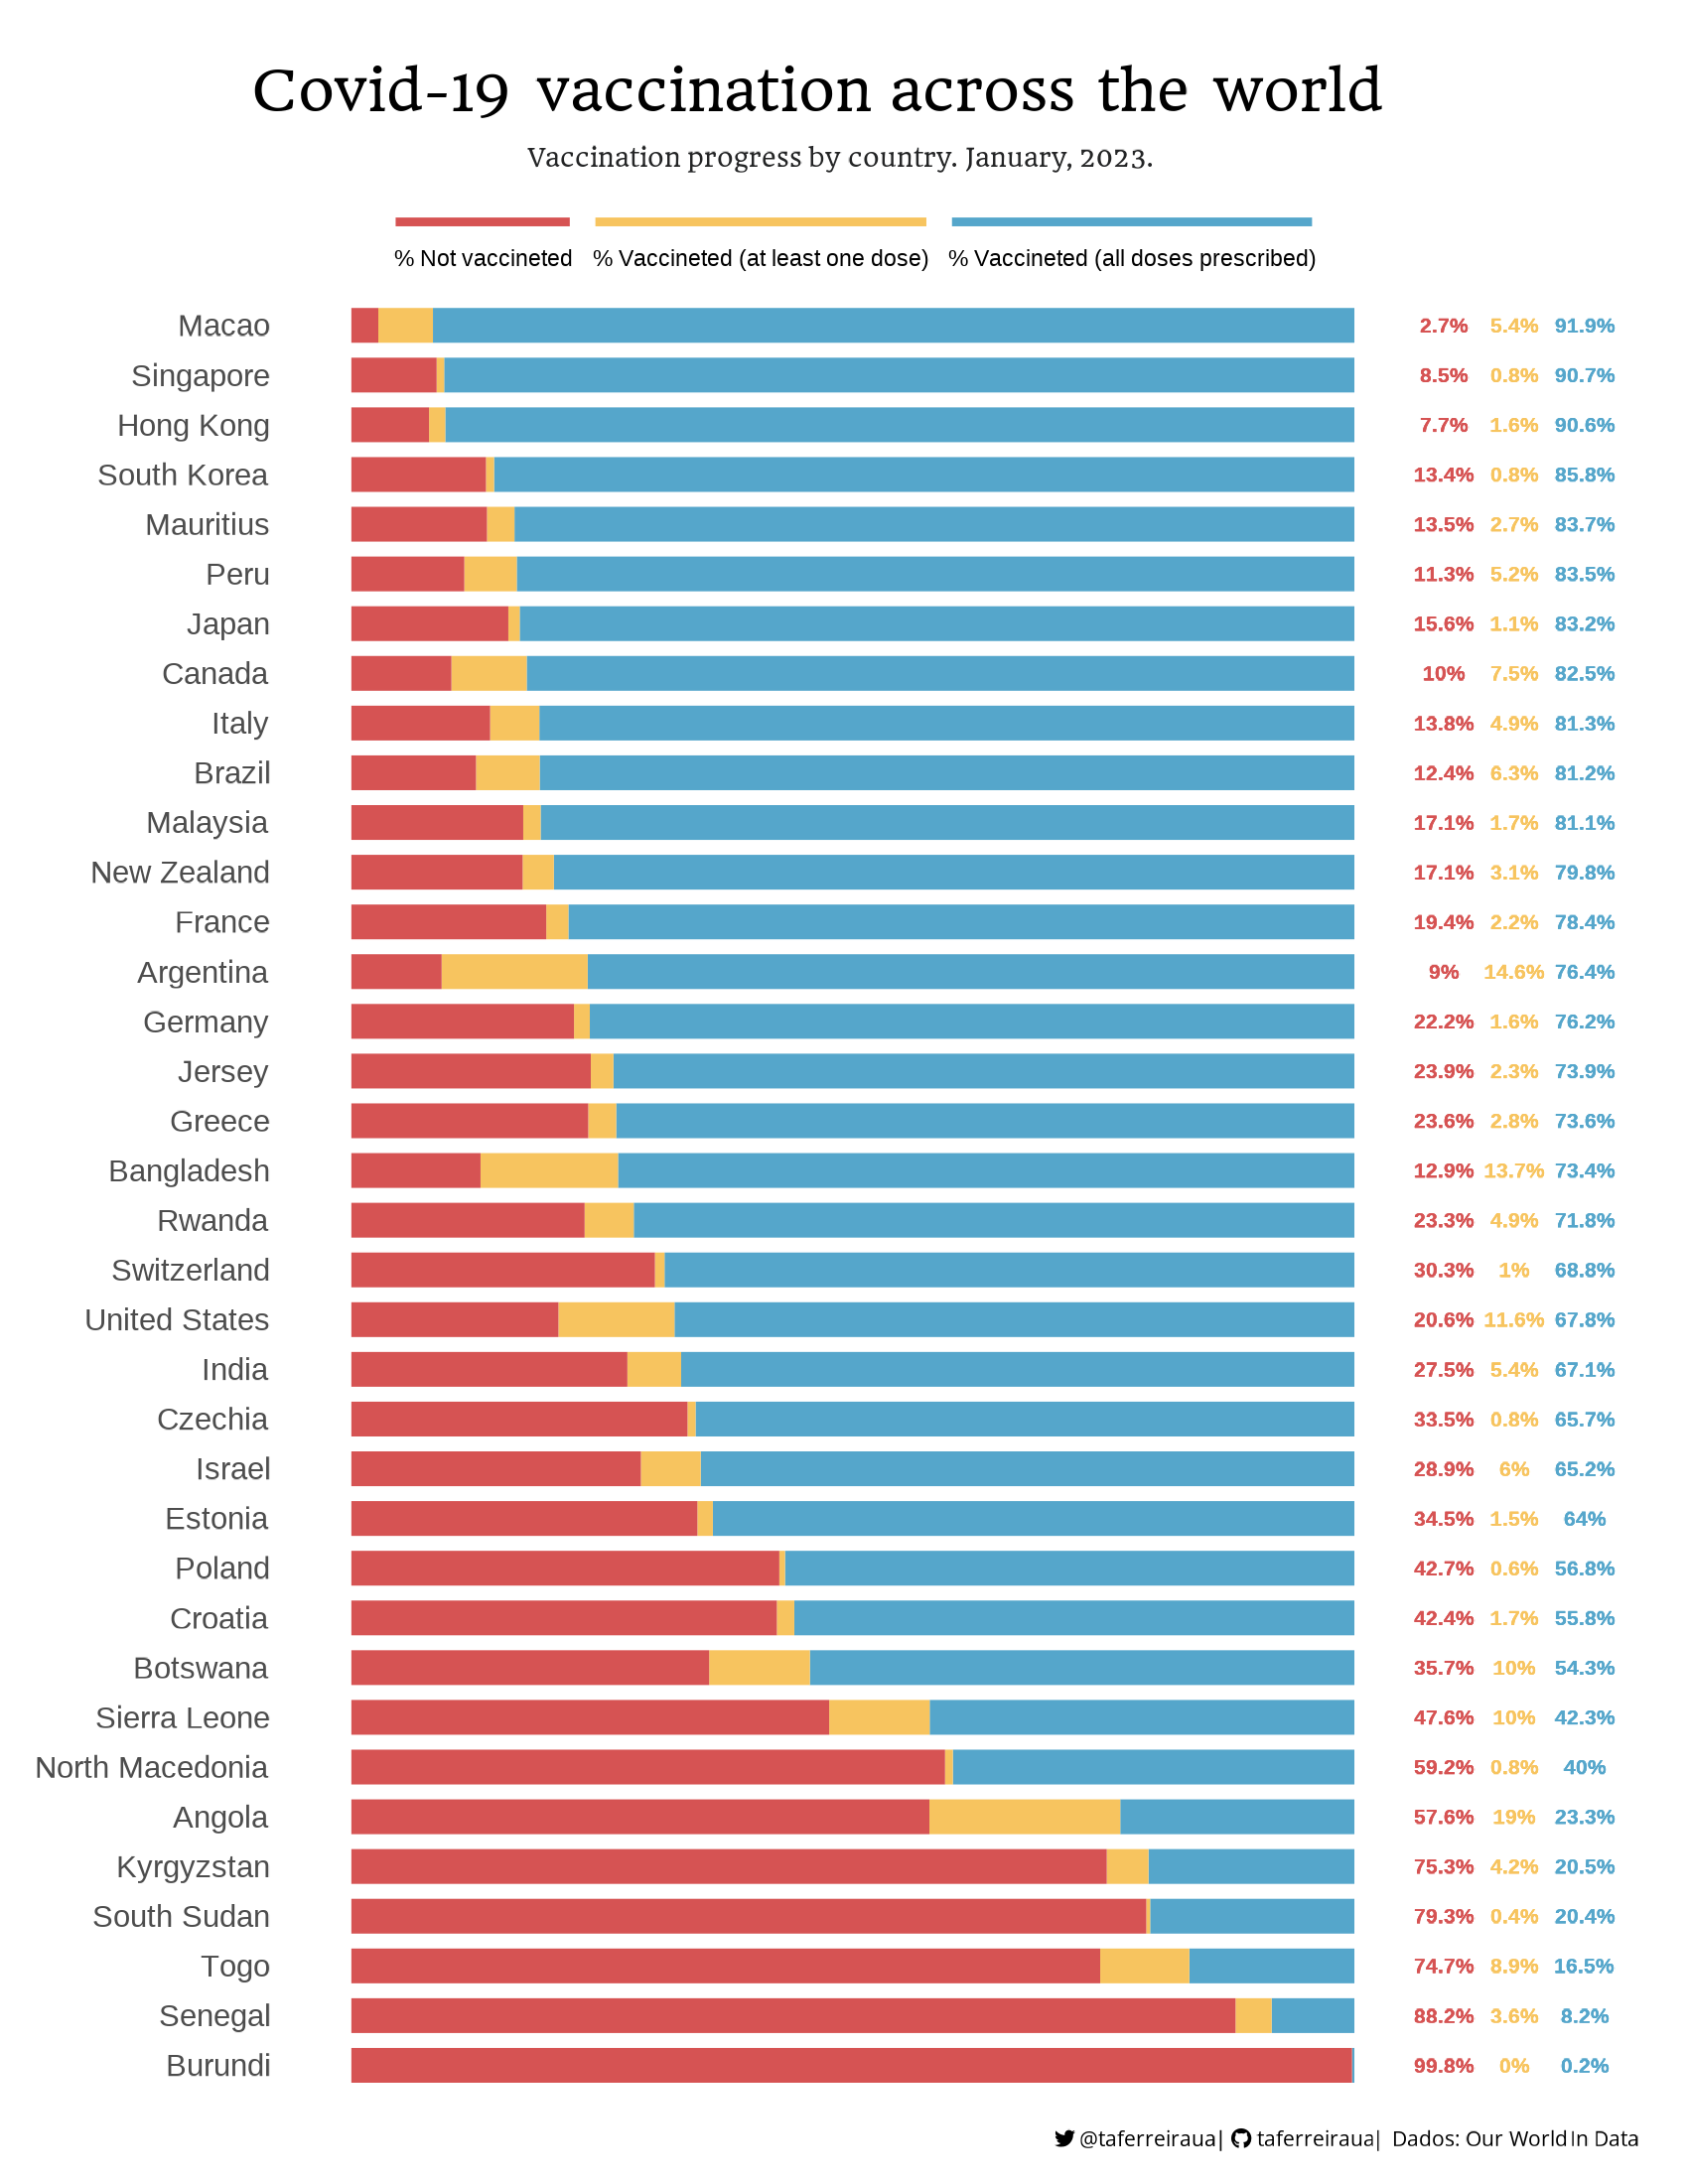 Covid-19 vaccination across the world
Vaccination progress by country. January, 2023.
% Not vaccineted % Vaccineted (at least one dose) % Vaccineted (all doses prescribed)
Macao 2.7% 5.4% 91.9%
Singapore 8.5% 0.8% 90.7%
Hong Kong 7.7% 1.6% 90.6%
South Korea 13.4% 0.8% 85.8%
Mauritius 13.5% 2.7% 83.7%
Peru 11.3% 5.2% 83.5%
Japan 15.6% 1.1% 83.2%
Canada 10% 7.5% 82.5%
Italy 13.8% 4.9% 81.3%
Brazil 12.4% 6.3% 81.2%
Malaysia 17.1% 1.7% 81.1%
New Zealand 17.1% 3.1% 79.8%
France 19.4% 2.2% 78.4%
Argentina 9% 14.6% 76.4%
Germany 22.2% 1.6% 76.2%
Jersey 23.9% 2.3% 73.9%
Greece 23.6% 2.8% 73.6%
Bangladesh 12.9% 13.7% 73.4%
Rwanda 23.3% 4.9% 71.8%
Switzerland 30.3% 1% 68.8%
United States 20.6% 11.6% 67.8%
India 27.5% 5.4% 67.1%
Czechia 33.5% 0.8% 65.7%
Israel 28.9% 6% 65.2%
Estonia 34.5% 1.5% 64%
Poland 42.7% 0.6% 56.8%
Croatia 42.4% 1.7% 55.8%
Botswana 35.7% 10% 54.3%
Sierra Leone 47.6% 10% 42.3%
North Macedonia 59.2% 0.8% 40%
Angola 57.6% 19% 23.3%
Kyrgyzstan 75.3% 4.2% 20.5%
South Sudan 79.3% 0.4% 20.4%
Togo 74.7% 8.9% 16.5%
Senegal 88.2% 3.6% 8.2%
Burundi 99.8% 0% 0.2%
@taferreiraua| taferreiraua| Dados: Our World In Data